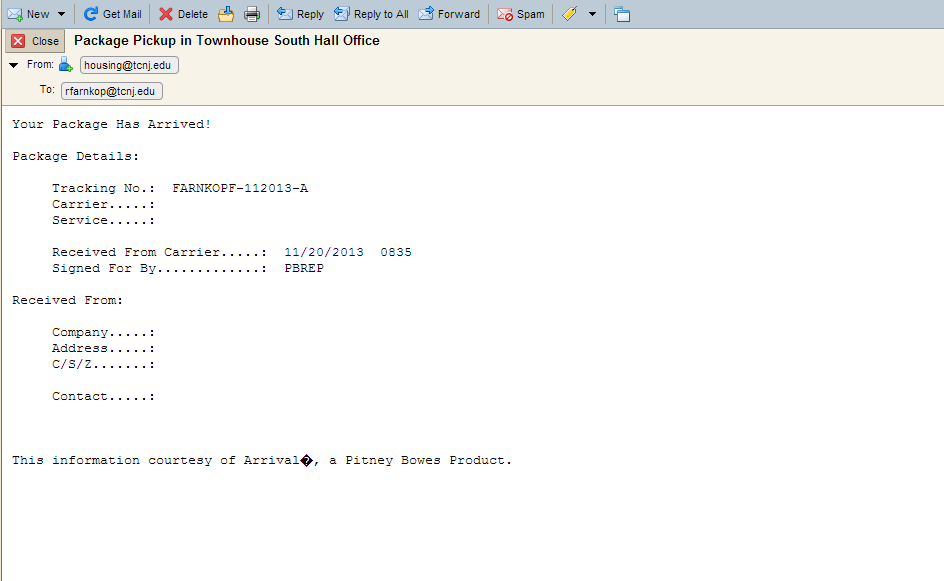 New Get Mail Delete Reply Reply to All Forward Spam
Close Package Pickup in Townhouse South Hall Office
From: housing@tcnj.edu
To: rfarnkop@tcnj.edu
Your Package Has Arrived!
Package Details:
Tracking No.: FARNKOPF-112013-A
Carrier.....:
Service.....:
Received From Carrier.....: 11/20/2013 0835
Signed For By.............: PBREP
Received From:
Company.....:
Address.....:
C/S/Z.......:
Contact.....:
This information courtesy of Arrival�, a Pitney Bowes Product.